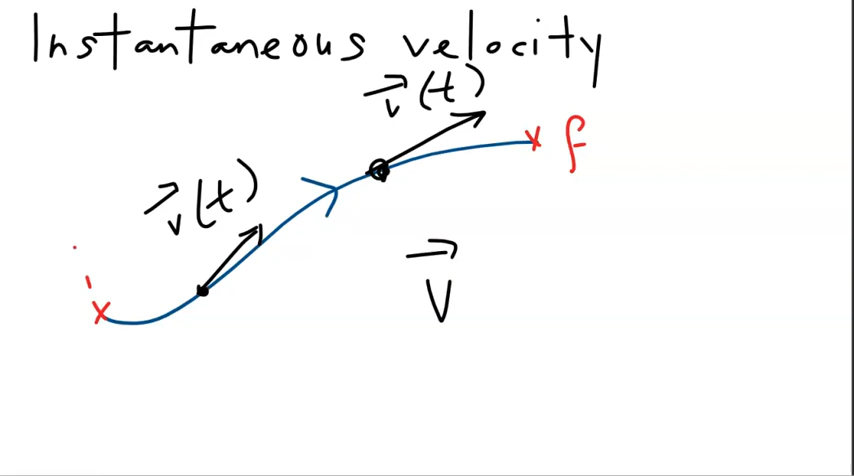 Instantaneous velocity
v⃗(t)
x f
v⃗(t)
i
x
V⃗